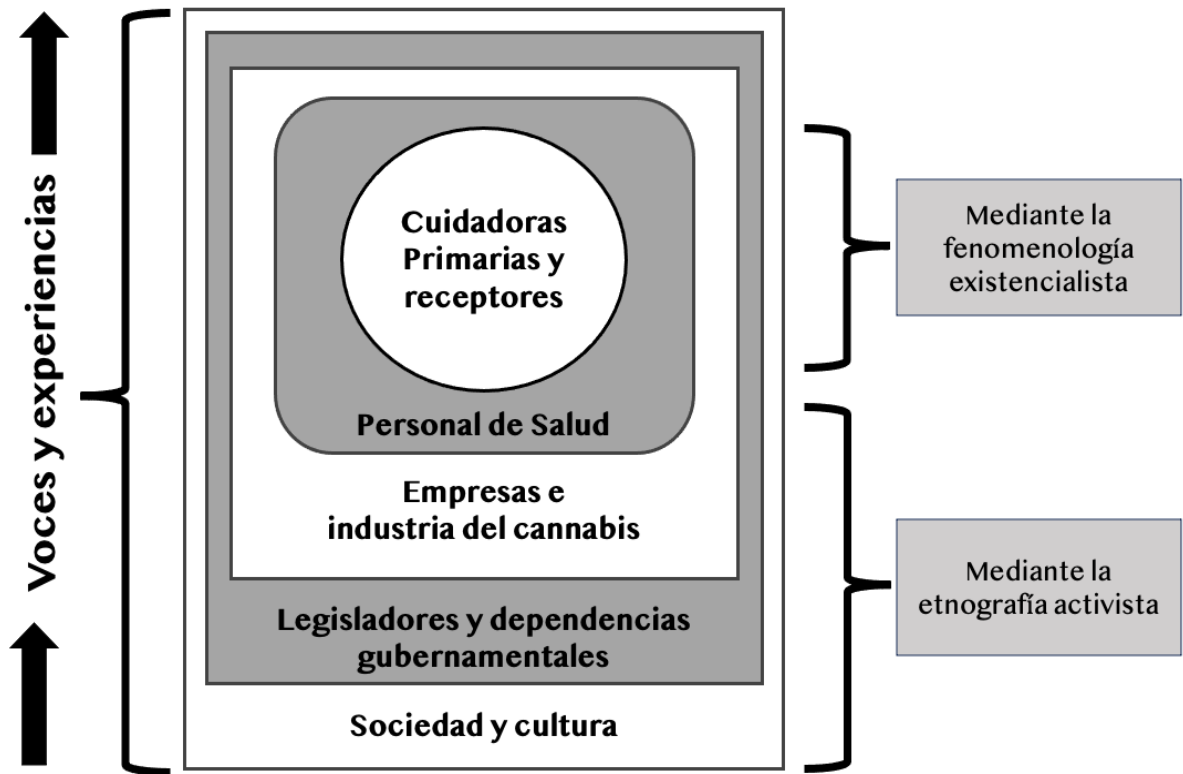 Voces y experiencias
Cuidadoras
Primarias y
receptores
Personal de Salud
Empresas e
industria del cannabis
Legisladores y dependencias
gubernamentales
Sociedad y cultura
Mediante la
fenomenología
existencialista
Mediante la
etnografía activista